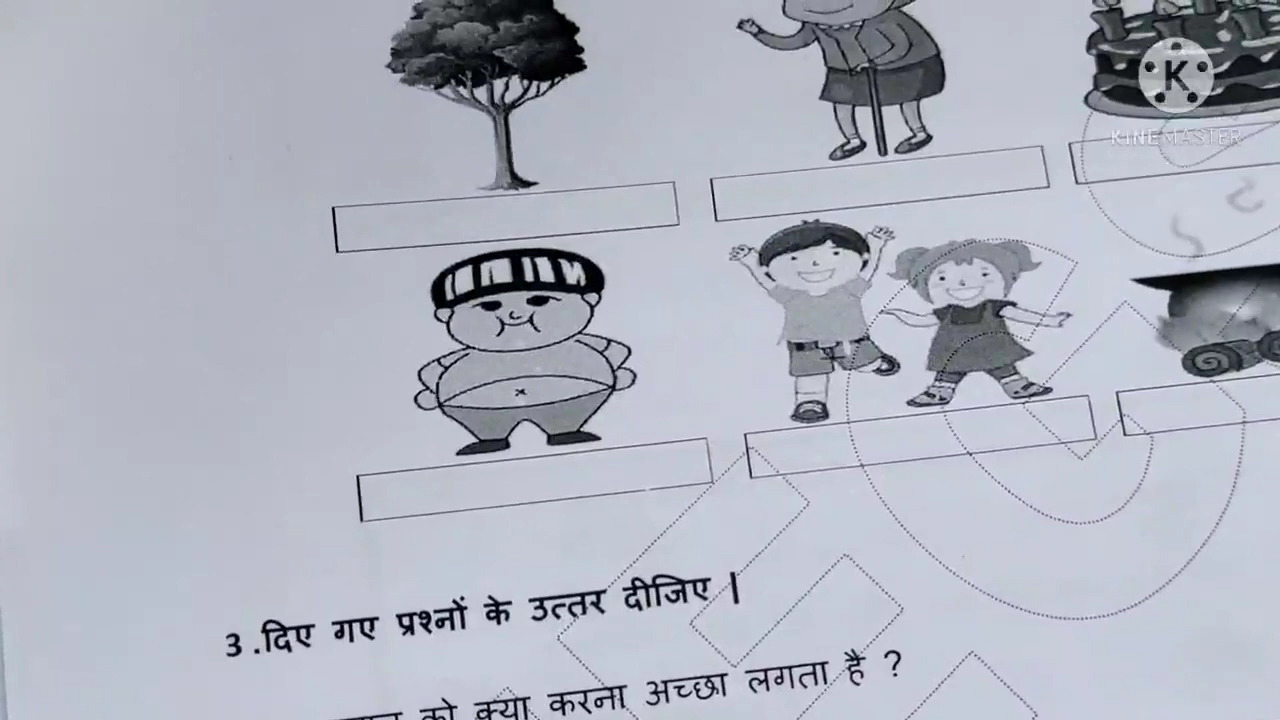 K
KINEMASTER
3.दिए गए प्रश्नों के उत्तर दीजिए |
को क्या करना अच्छा लगता है ?